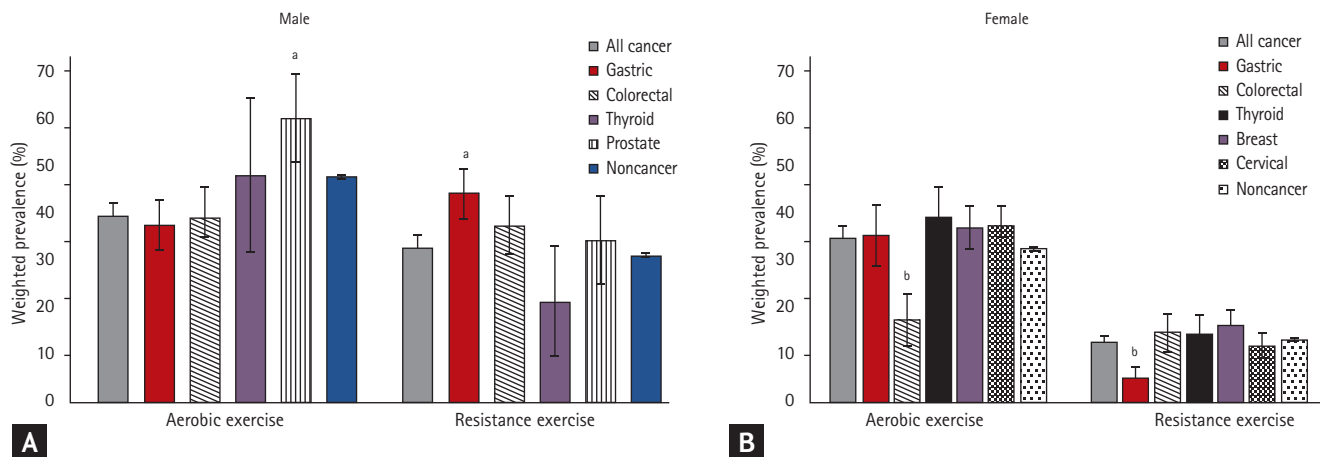 Male
Weighted prevalence (%)
70
60
50
40
30
20
10
0
a
a
All cancer
Gastric
Colorectal
Thyroid
Prostate
Noncancer
Aerobic exercise
Resistance exercise
A
Female
Weighted prevalence (%)
70
60
50
40
30
20
10
0
b
b
All cancer
Gastric
Colorectal
Thyroid
Breast
Cervical
Noncancer
Aerobic exercise
Resistance exercise
B